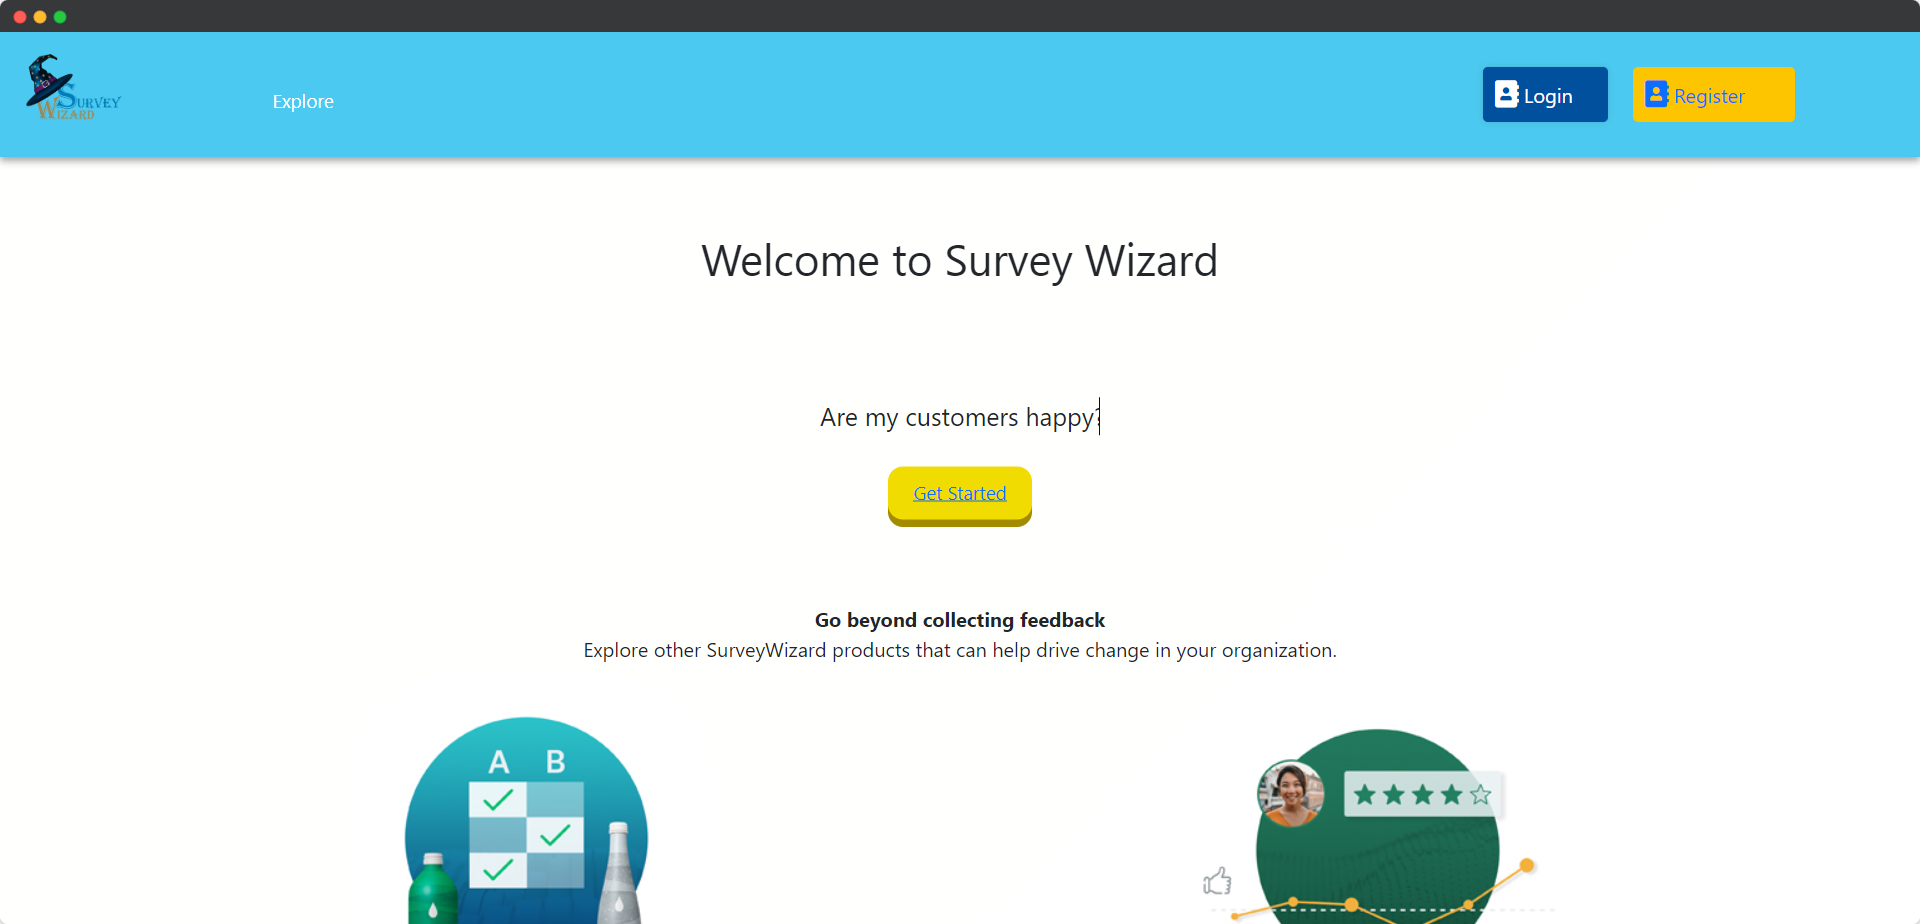 Survey
Wizard
Explore
Login
Register
Welcome to Survey Wizard
Are my customers happy?
Get Started
Go beyond collecting feedback
Explore other SurveyWizard products that can help drive change in your organization.
A B